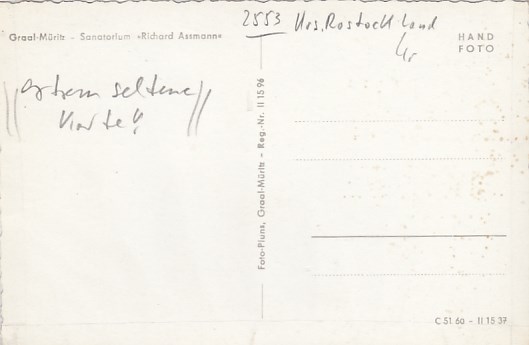 2553 Krs. Rostock Land
Graal-Müritz - Sanatorium »Richard Assmann«
HAND
FOTO
extrem seltene
Karte!!
Foto-Pluns, Graal-Müritz - Reg.-Nr. II 15 96
C 51 60 - II 15 37